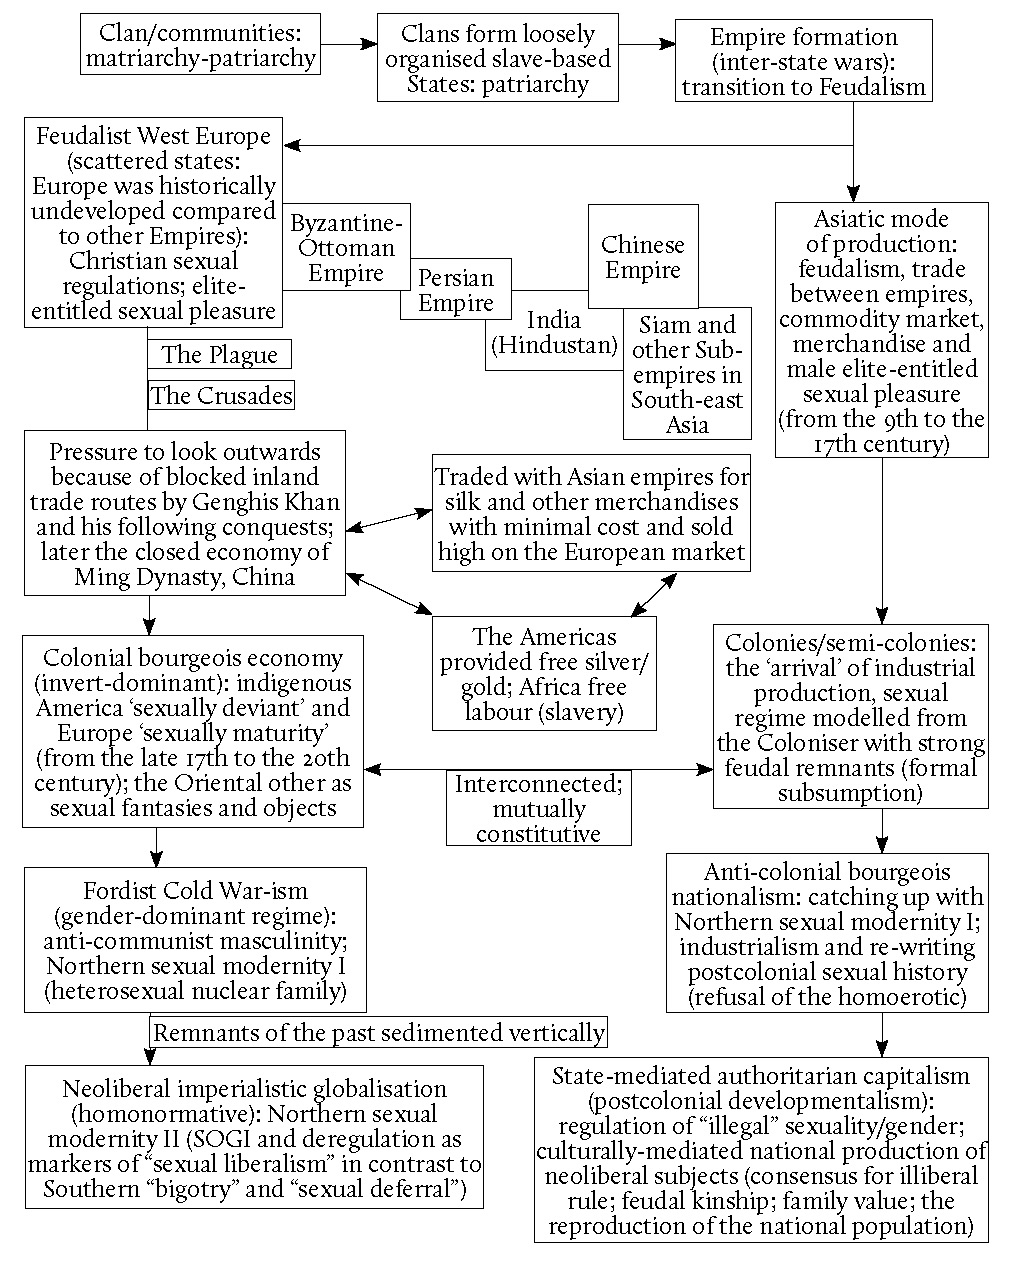 Clan/communities:
matriarchy-patriarchy
Clans form loosely
organised slave-based
States: patriarchy
Empire formation
(inter-state wars):
transition to Feudalism
Feudalist West Europe
(scattered states:
Europe was historically
undeveloped compared
to other Empires):
Christian sexual
regulations; elite-
entitled sexual pleasure
Byzantine-
Ottoman
Empire
Persian
Empire
India
(Hindustan)
Chinese
Empire
Siam and
other Sub-
empires in
South-east
Asia
Asiatic mode
of production:
feudalism, trade
between empires,
commodity market,
merchandise and
male elite-entitled
sexual pleasure
(from the 9th to the
17th century)
The Plague
The Crusades
Pressure to look outwards
because of blocked inland
trade routes by Genghis Khan
and his following conquests;
later the closed economy of
Ming Dynasty, China
Traded with Asian empires for
silk and other merchandises
with minimal cost and sold
high on the European market
The Americas
provided free silver/
gold; Africa free
labour (slavery)
Colonial bourgeois economy
(invert-dominant): indigenous
America ‘sexually deviant’ and
Europe ‘sexually maturity’
(from the late 17th to the 20th
century); the Oriental other as
sexual fantasies and objects
Colonies/semi-colonies:
the ‘arrival’ of industrial
production, sexual
regime modelled from
the Coloniser with strong
feudal remnants (formal
subsumption)
Interconnected;
mutually
constitutive
Fordist Cold War-ism
(gender-dominant regime):
anti-communist masculinity;
Northern sexual modernity I
(heterosexual nuclear family)
Anti-colonial bourgeois
nationalism: catching up with
Northern sexual modernity I;
industrialism and re-writing
postcolonial sexual history
(refusal of the homoerotic)
Remnants of the past sedimented vertically
Neoliberal imperialistic globalisation
(homonormative): Northern sexual
modernity II (SOGI and deregulation as
markers of “sexual liberalism” in contrast to
Southern “bigotry” and “sexual deferral”)
State-mediated authoritarian capitalism
(postcolonial developmentalism):
regulation of “illegal” sexuality/gender;
culturally-mediated national production of
neoliberal subjects (consensus for illiberal
rule; feudal kinship; family value; the
reproduction of the national population)